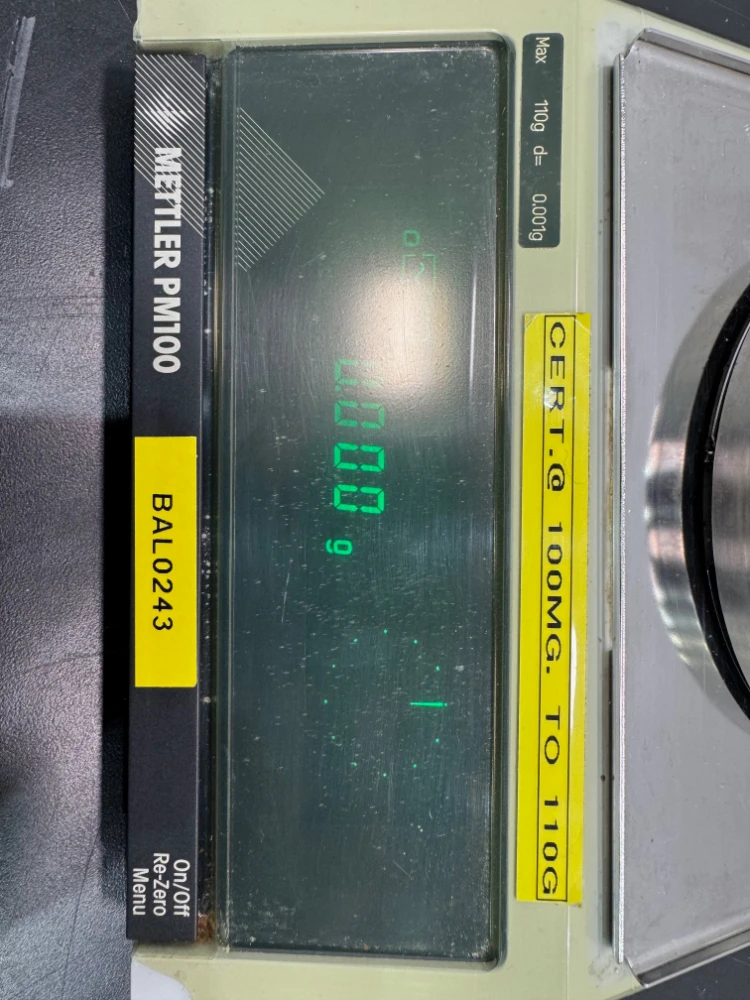 Max 110g d= 0.001g
CERT.@ 100MG. TO 110G
0.000 g
METTLER PM100
BAL0243
On/Off
Re-Zero
Menu